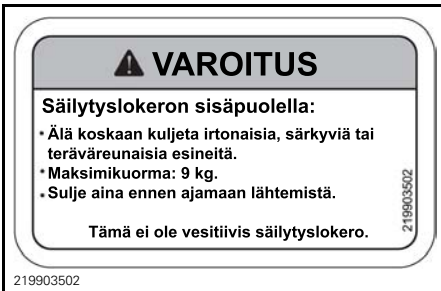 VAROITUS
Säilytyslokeron sisäpuolella:
• Älä koskaan kuljeta irtonaisia, särkyviä tai
teräväreunaisia esineitä.
• Maksimikuorma: 9 kg.
• Sulje aina ennen ajamaan lähtemistä.
Tämä ei ole vesitiivis säilytyslokero.
219903502
219903502